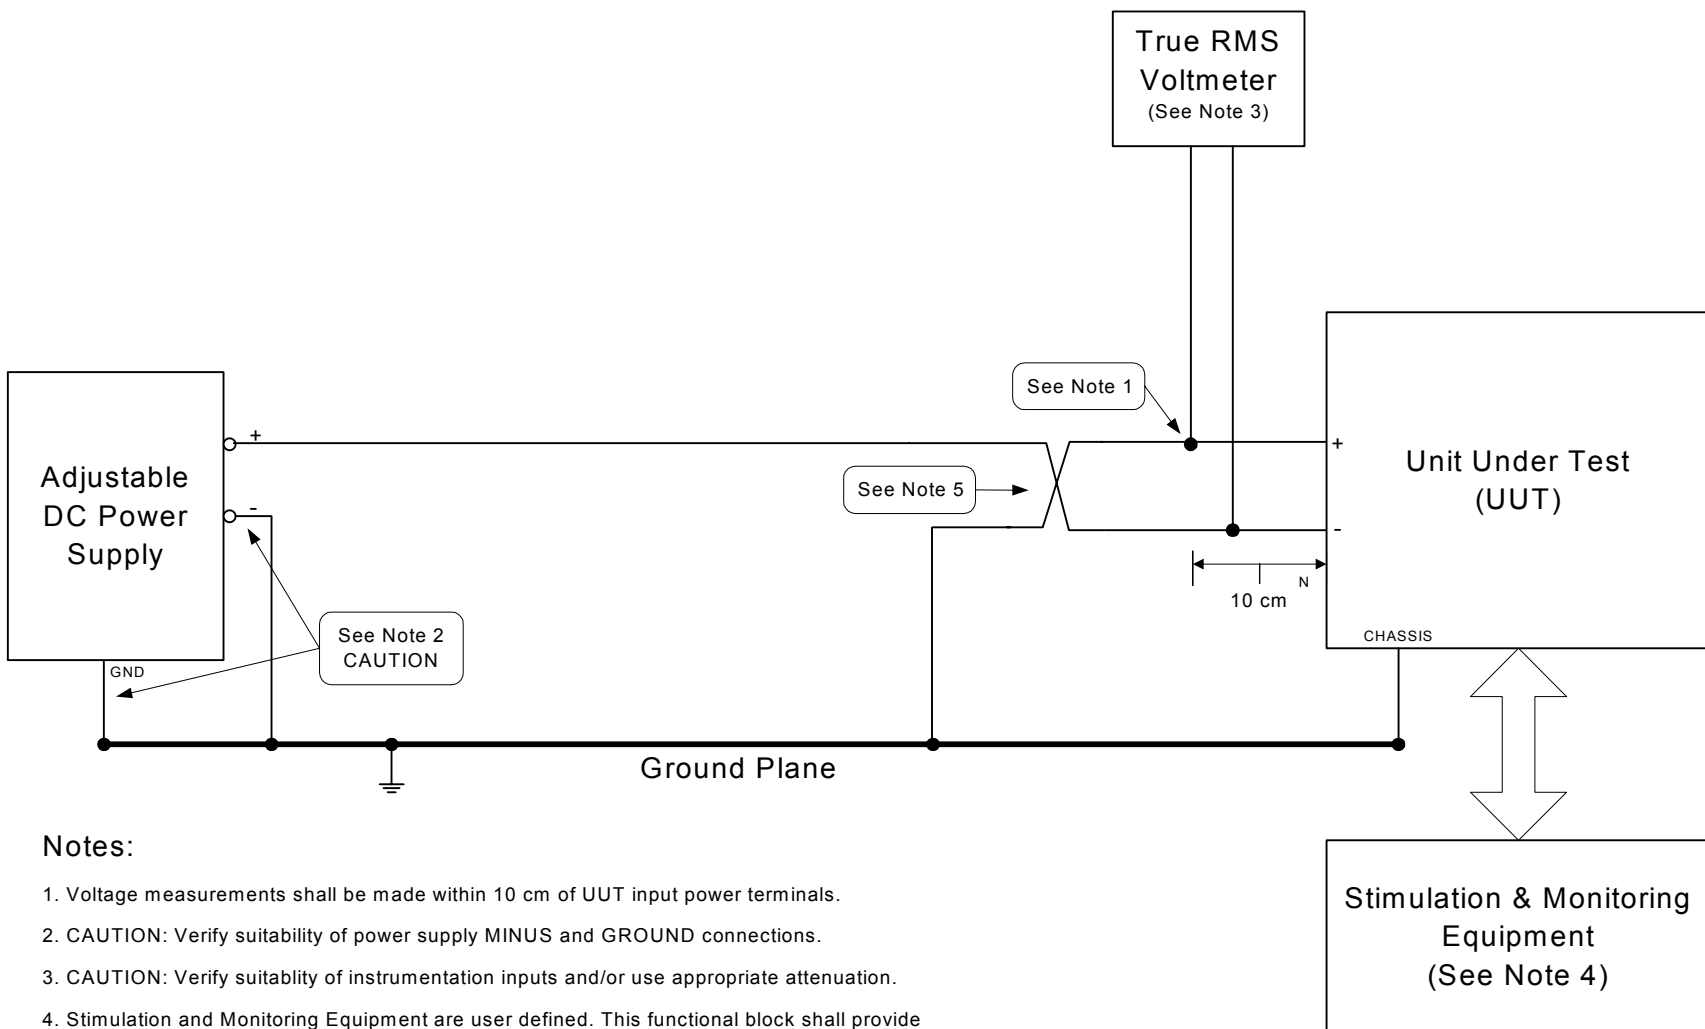 True RMS
Voltmeter
(See Note 3)
See Note 1
Adjustable
DC Power
Supply
+
-
See Note 5
-
+
-
Unit Under Test
(UUT)
N
10 cm
See Note 2
CAUTION
GND
CHASSIS
Ground Plane
Notes:
1. Voltage measurements shall be made within 10 cm of UUT input power terminals.
2. CAUTION: Verify suitability of power supply MINUS and GROUND connections.
3. CAUTION: Verify suitablity of instrumentation inputs and/or use appropriate attenuation.
4. Stimulation and Monitoring Equipment are user defined. This functional block shall provide
Stimulation & Monitoring
Equipment
(See Note 4)